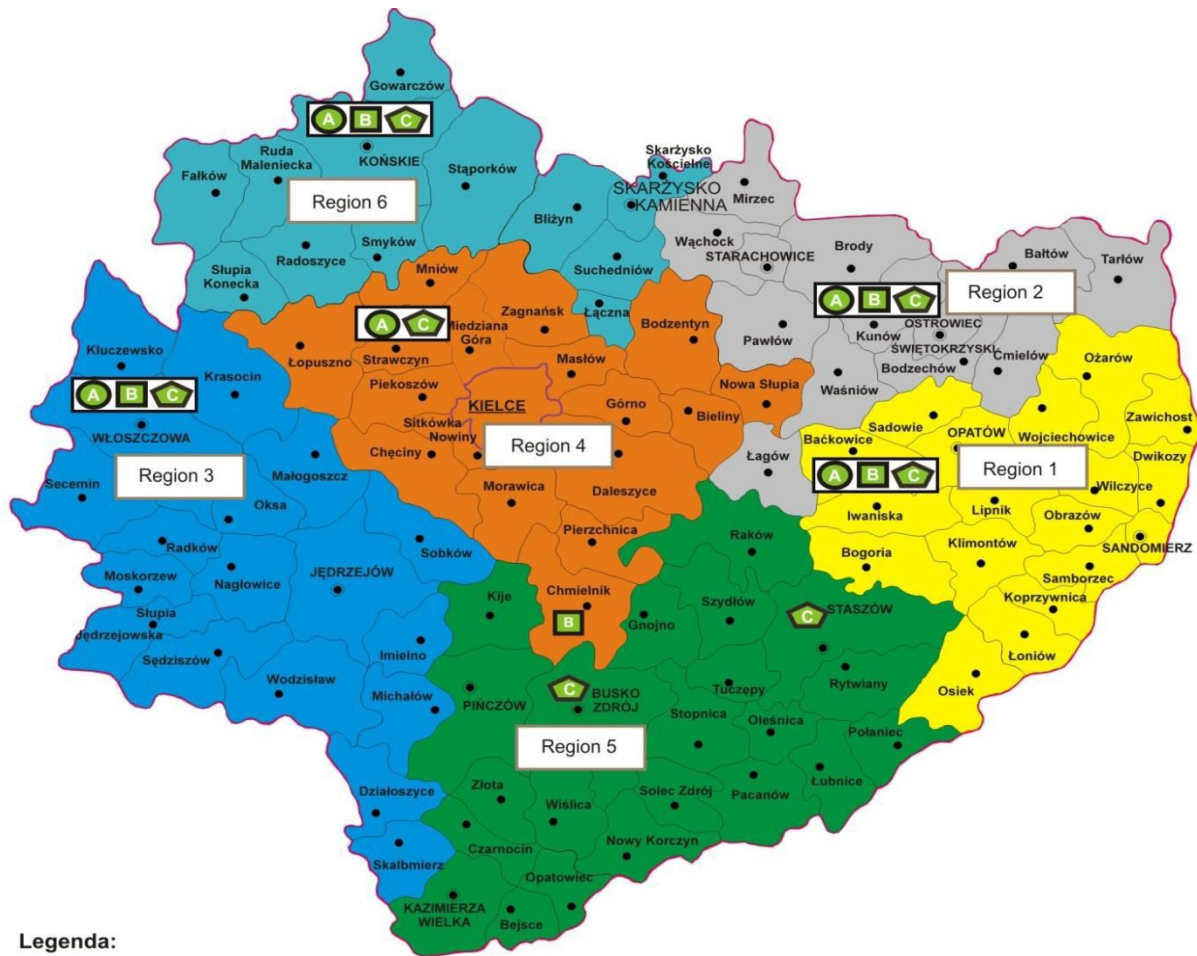 Gowarczów
A B C
KOŃSKIE
Ruda
Maleniecka
Fałków
Stąporków
Region 6
Smyków
Radoszyce
Słupia
Konecka
Skarżysko
Kościelne
SKARŻYSKO
KAMIENNA
Bliżyn
Suchedniów
Łączna
Mirzec
Wąchock
STARACHOWICE
Brody
Bałtów
Tarłów
Region 2
A B C
Kunów
OSTROWIEC
ŚWIĘTOKRZYSKI
Bodzechów
Ćmielów
Pawłów
Waśniów
Łagów
Mniów
Zagnańsk
A C
Miedziana
Góra
Łopuszno
Strawczyn
Bodzentyn
Masłów
Piekoszów
KIELCE
Górno
Bieliny
Nowa Słupia
Sitkówka
Nowiny
Chęciny
Region 4
Morawica
Daleszyce
Pierzchnica
Chmielnik
B
Kluczewsko
Krasocin
A B C
WŁOSZCZOWA
Region 3
Małogoszcz
Secemin
Oksa
Radków
Sobków
Moskorzew
Nagłowice
JĘDRZEJÓW
Słupia
Jędrzejowska
Sędziszów
Imielno
Wodzisław
Michałów
Działoszyce
Skalbmierz
Ożarów
Zawichost
Sadowie
OPATÓW
Wojciechowice
Baćkowice
Dwikozy
Region 1
A B C
Wilczyce
Iwaniska
Lipnik
Obrazów
SANDOMIERZ
Bogoria
Klimontów
Samborzec
Koprzywnica
Łoniów
Osiek
Raków
Kije
Szydłów
C
STASZÓW
Gnojno
Rytwiany
Tuczępy
PIŃCZÓW
C
BUSKO
ZDRÓJ
Stopnica
Oleśnica
Połaniec
Region 5
Łubnice
Pacanów
Solec Zdrój
Złota
Wiślica
Czarnocin
Nowy Korczyn
Opatowiec
KAZIMIERZA
WIELKA
Bejsce
Legenda: